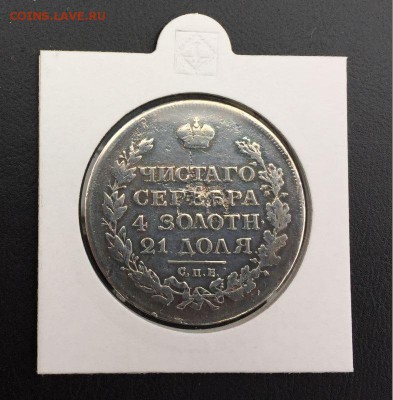 COINS.LAVE.RU
ЧИСТАГО
СЕРЕБРА
4 ЗОЛОТН
21 ДОЛЯ
С.П.Б.